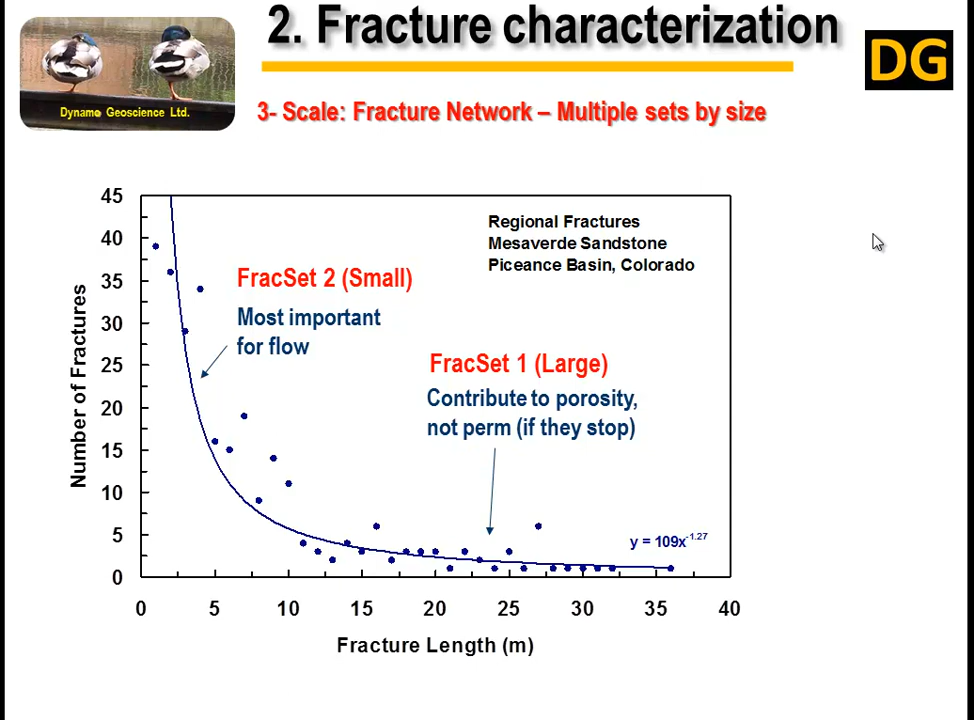 2. Fracture characterization
DG
Dynamo Geoscience Ltd.
3- Scale: Fracture Network – Multiple sets by size
Regional Fractures
Mesaverde Sandstone
Piceance Basin, Colorado
FracSet 2 (Small)
Most important
for flow
FracSet 1 (Large)
Contribute to porosity,
not perm (if they stop)
y = 109x^-1.27
Number of Fractures
45
40
35
30
25
20
15
10
5
0
0 5 10 15 20 25 30 35 40
Fracture Length (m)